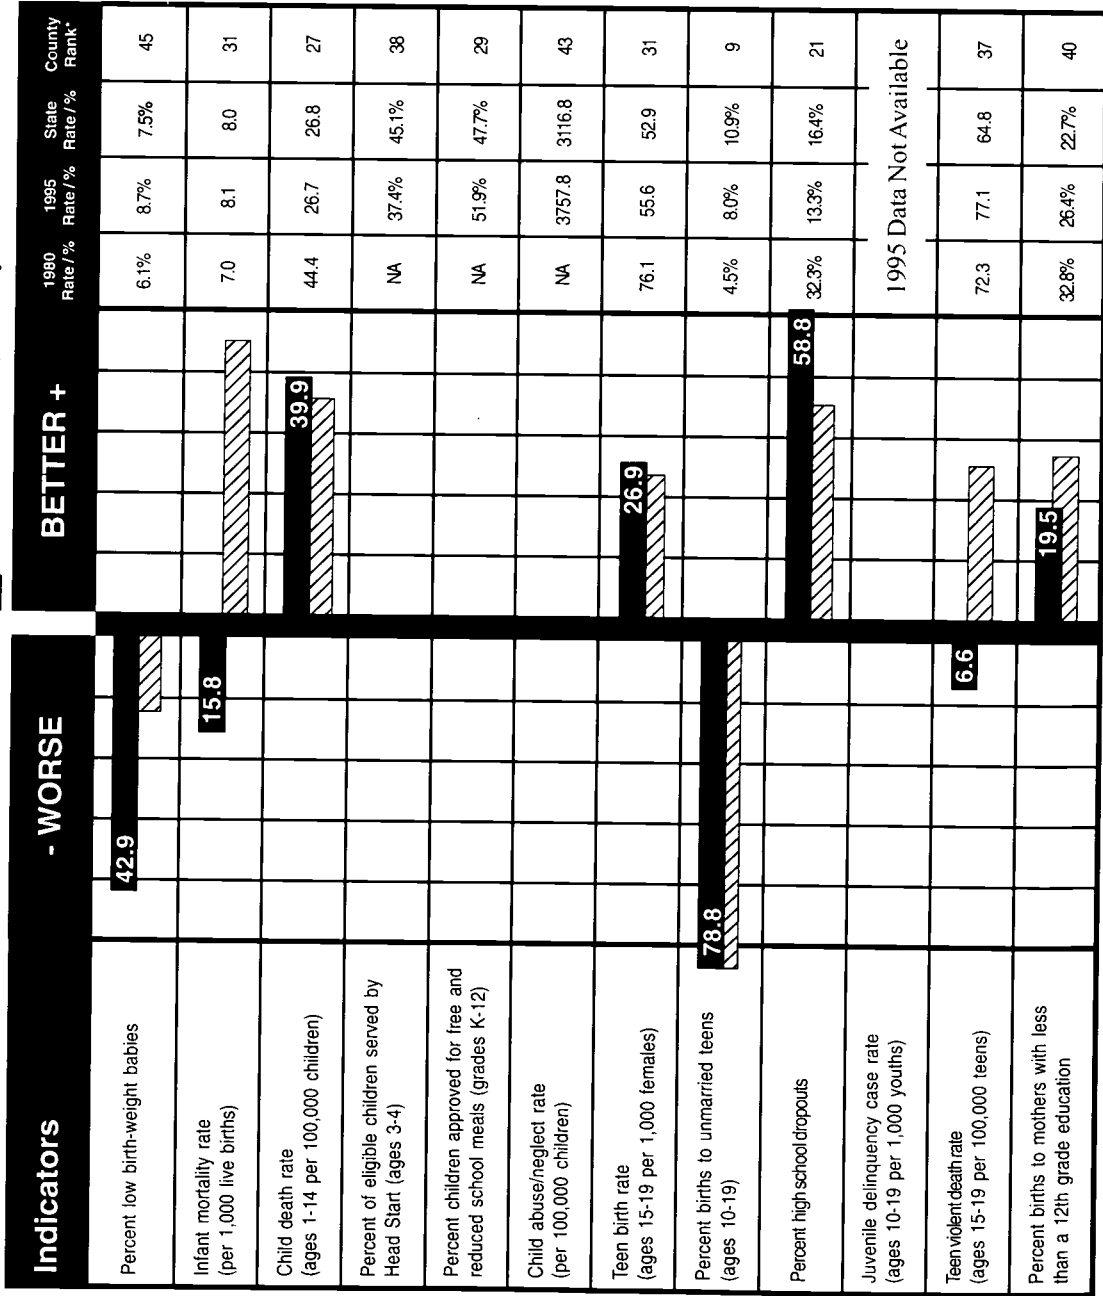 Indicators - WORSE BETTER + 1980 Rate / % 1995 Rate / % State Rate / % County Rank*
Percent low birth-weight babies 42.9 6.1% 8.7% 7.5% 45
Infant mortality rate
(per 1,000 live births) 15.8 7.0 8.1 8.0 31
Child death rate
(ages 1-14 per 100,000 children) 39.9 44.4 26.7 26.8 27
Percent of eligible children served by
Head Start (ages 3-4) NA 37.4% 45.1% 38
Percent children approved for free and
reduced school meals (grades K-12) NA 51.9% 47.7% 29
Child abuse/neglect rate
(per 100,000 children) NA 3757.8 3116.8 43
Teen birth rate
(ages 15-19 per 1,000 females) 26.9 76.1 55.6 52.9 31
Percent births to unmarried teens
(ages 10-19) 78.8 4.5% 8.0% 10.9% 9
Percent high school dropouts 58.8 32.3% 13.3% 16.4% 21
Juvenile delinquency case rate
(ages 10-19 per 1,000 youths) 1995 Data Not Available
Teen violent death rate
(ages 15-19 per 100,000 teens) 6.6 72.3 77.1 64.8 37
Percent births to mothers with less
than a 12th grade education 19.5 32.8% 26.4% 22.7% 40